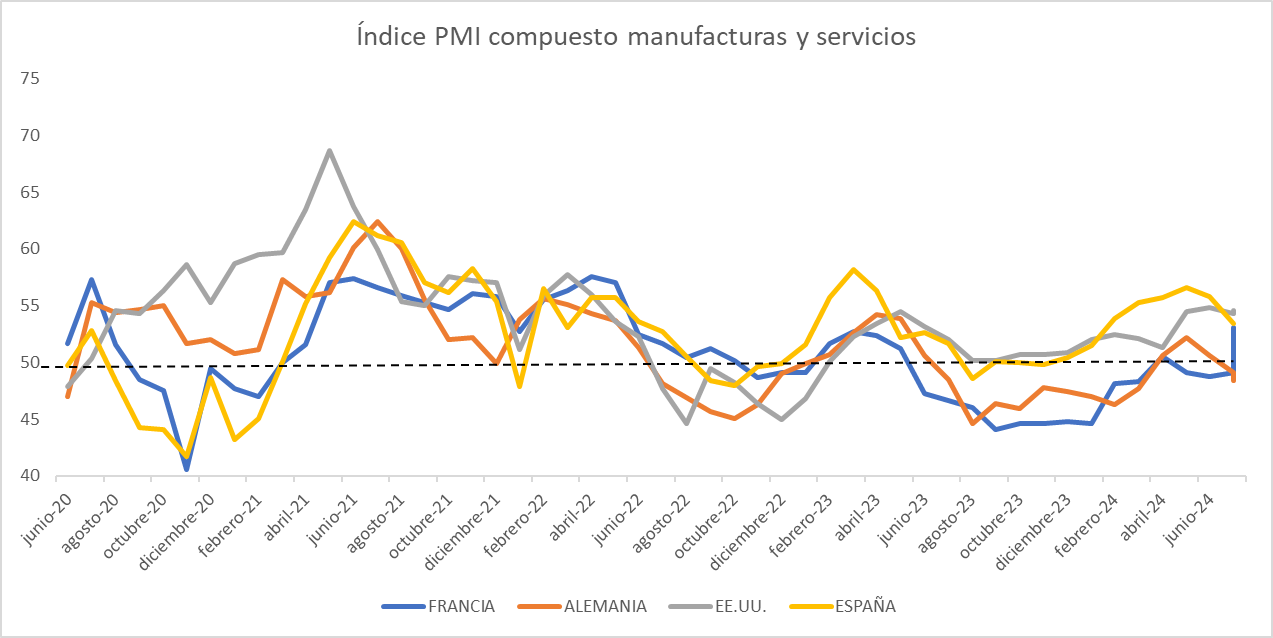 Índice PMI compuesto manufacturas y servicios
75
70
65
60
55
50
45
40
junio-20
agosto-20
octubre-20
diciembre-20
febrero-21
abril-21
junio-21
agosto-21
octubre-21
diciembre-21
febrero-22
abril-22
junio-22
agosto-22
octubre-22
diciembre-22
febrero-23
abril-23
junio-23
agosto-23
octubre-23
diciembre-23
febrero-24
abril-24
junio-24
FRANCIA ALEMANIA EE.UU. ESPAÑA